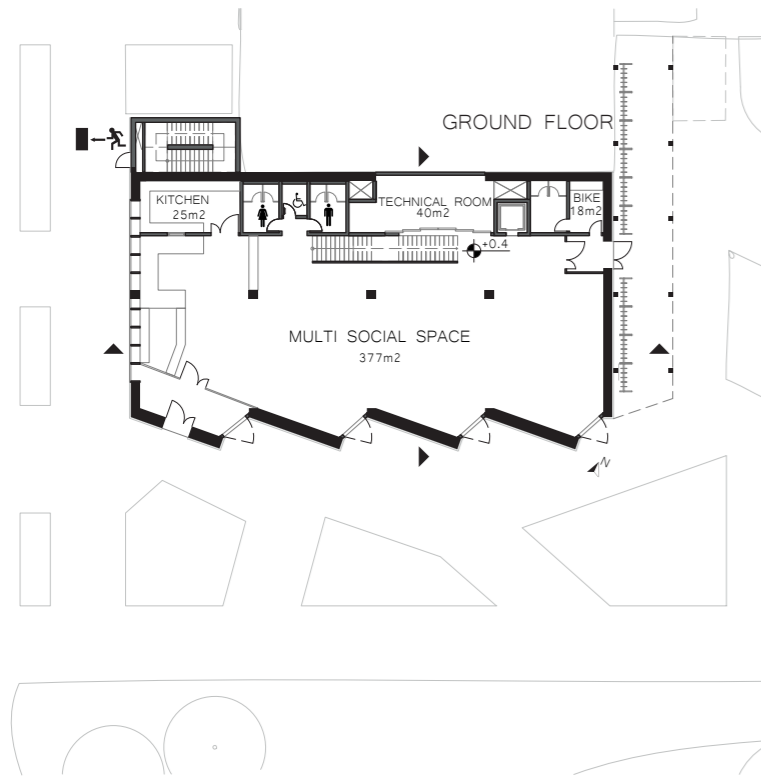 GROUND FLOOR
KITCHEN
25m2
TECHNICAL ROOM
40m2
BIKE
18m2
+0.4
MULTI SOCIAL SPACE
377m2
N